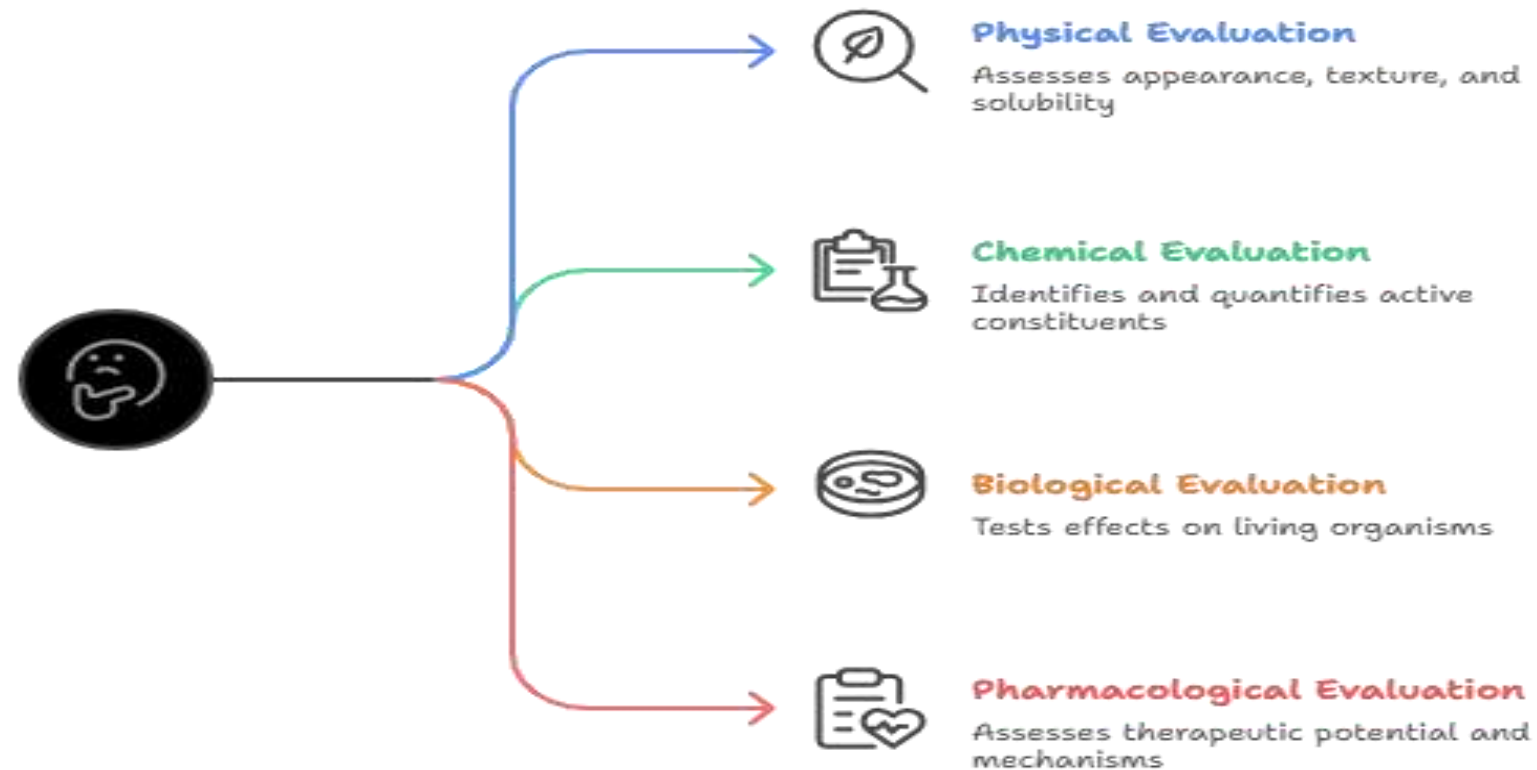 Physical Evaluation
Assesses appearance, texture, and
solubility
Chemical Evaluation
Identifies and quantifies active
constituents
Biological Evaluation
Tests effects on living organisms
Pharmacological Evaluation
Assesses therapeutic potential and
mechanisms